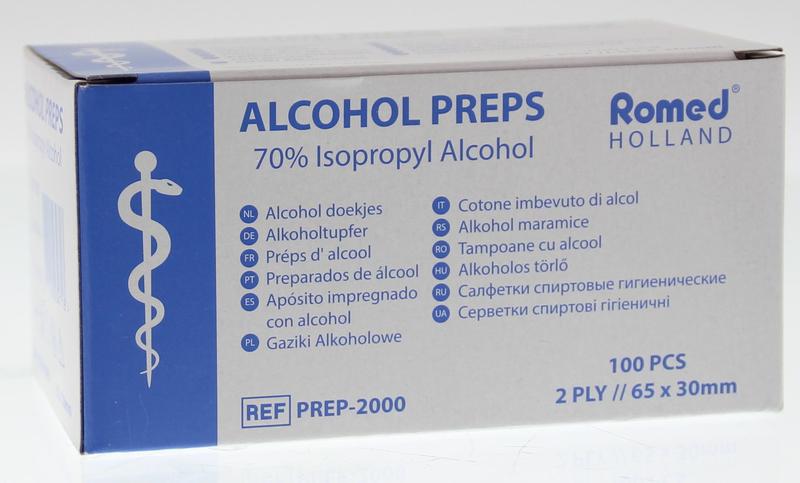 ALCOHOL PREPS
70% Isopropyl Alcohol
Romed®
HOLLAND
NL Alcohol doekjes
DE Alkoholtupfer
FR Préps d' alcool
PT Preparados de álcool
ES Apósito impregnado
con alcohol
PL Gaziki Alkoholowe
IT Cotone imbevuto di alcol
RS Alkohol maramice
RO Tampoane cu alcool
HU Alkoholos törlő
RU Салфетки спиртовые гигиенические
UA Серветки спиртові гігієничні
100 PCS
2 PLY // 65 x 30mm
REF PREP-2000
ALCOHOL PREPS
Isopropyl Alcohol